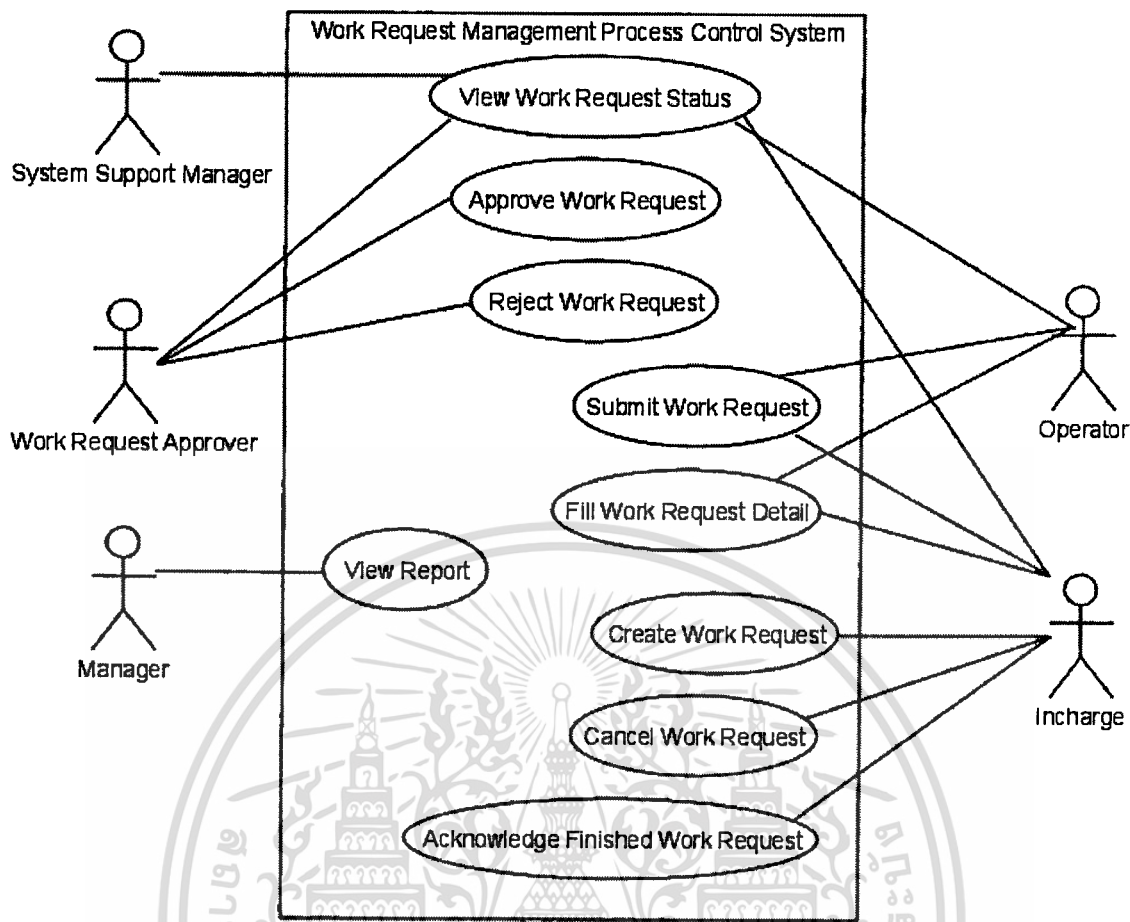 Work Request Management Process Control System
View Work Request Status
System Support Manager
Approve Work Request
Reject Work Request
Work Request Approver
Submit Work Request
Operator
Fill Work Request Detail
View Report
Manager
Create Work Request
Incharge
Cancel Work Request
Acknowledge Finished Work Request